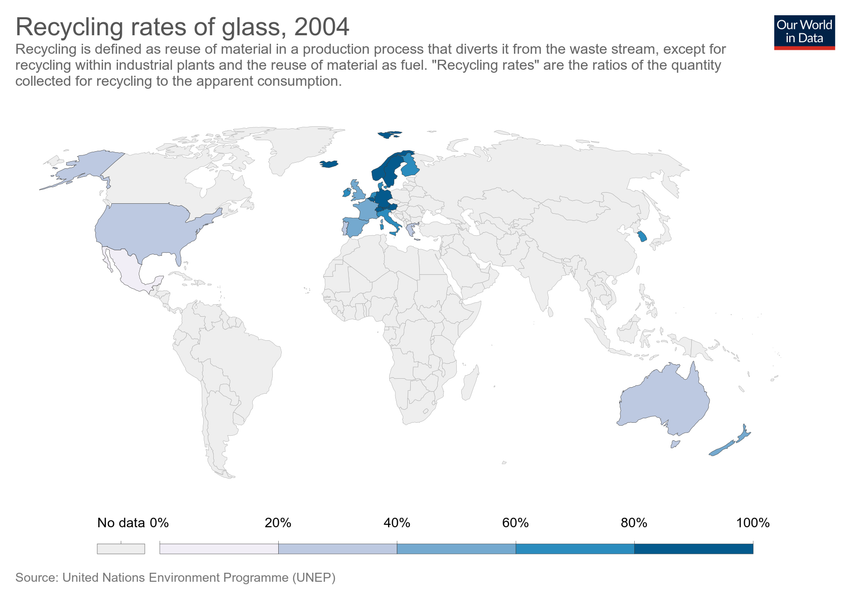 Recycling rates of glass, 2004
Our World
in Data
Recycling is defined as reuse of material in a production process that diverts it from the waste stream, except for
recycling within industrial plants and the reuse of material as fuel. "Recycling rates" are the ratios of the quantity
collected for recycling to the apparent consumption.
No data 0% 20% 40% 60% 80% 100%
Source: United Nations Environment Programme (UNEP)